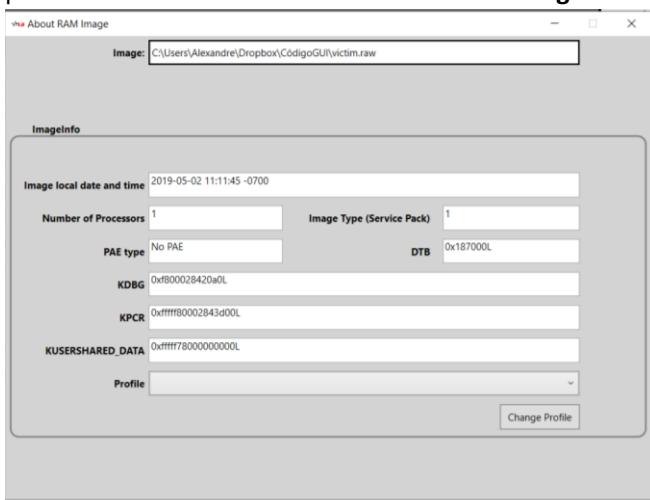 About RAM Image
Image: C:\Users\Alexandre\Dropbox\CódigoGUI\victim.raw
ImageInfo
Image local date and time 2019-05-02 11:11:45 -0700
Number of Processors 1 Image Type (Service Pack) 1
PAE type No PAE DTB 0x187000L
KDBG 0xf800028420a0L
KPCR 0xfffff80002843d00L
KUSERSHARED_DATA 0xfffff78000000000L
Profile
Change Profile